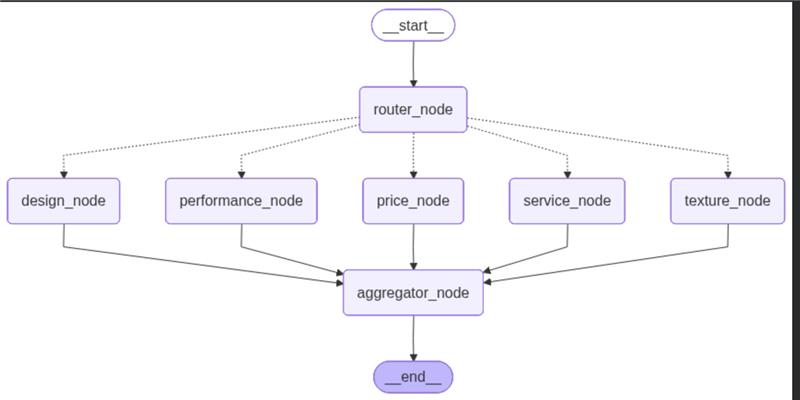 __start__
router_node
design_node
performance_node
price_node
service_node
texture_node
aggregator_node
__end__